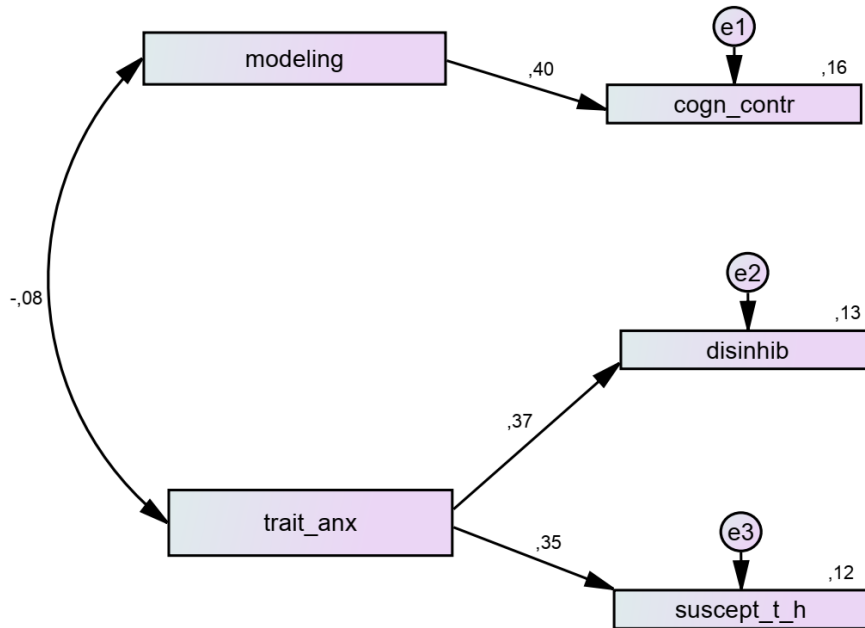 e1
modeling
,40
,16
cogn_contr
-,08
e2
,13
disinhib
,37
trait_anx
e3
,35
,12
suscept_t_h